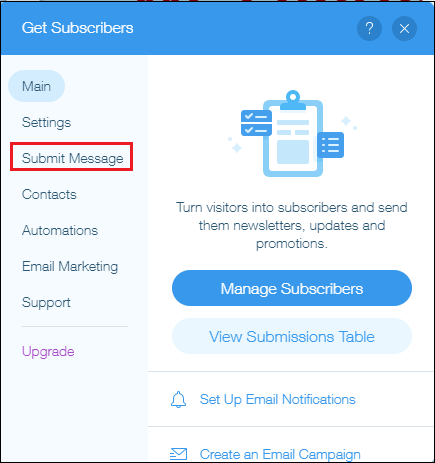 Get Subscribers
?
Main
Settings
Submit Message
Contacts
Automations
Email Marketing
Support
Upgrade
Turn visitors into subscribers and send
them newsletters, updates and
promotions.
Manage Subscribers
View Submissions Table
Set Up Email Notifications
Create an Email Campaign